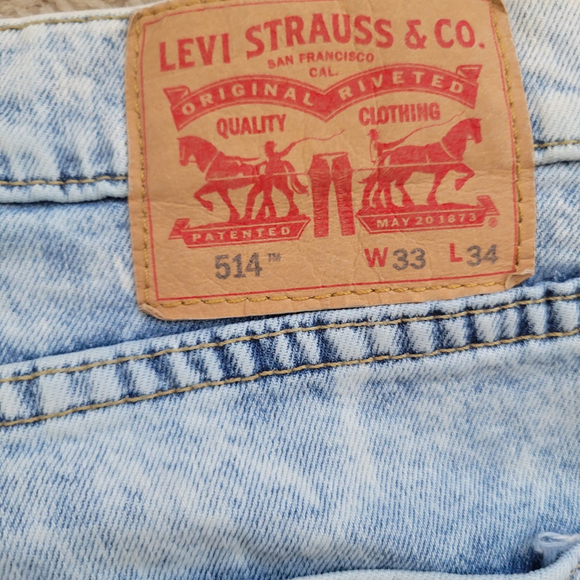 LEVI STRAUSS & CO.
SAN FRANCISCO
CAL.
ORIGINAL RIVETED
QUALITY CLOTHING
PATENTED MAY 20 1873 ®
514™ W33 L34